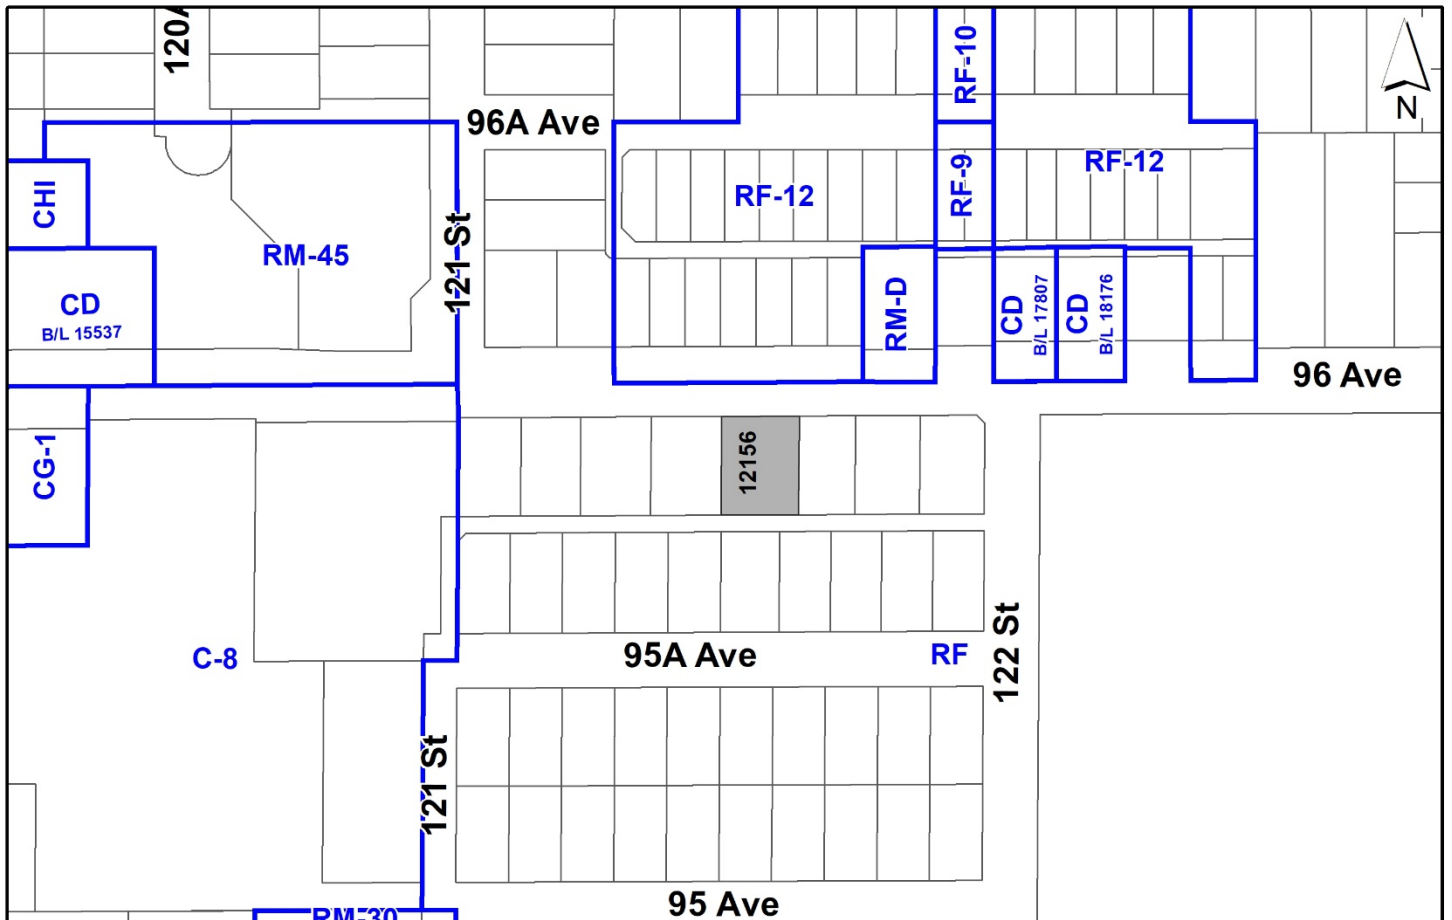 120A
RF-10
N
96A Ave
CHI
RF-12
RF-9
RF-12
RM-45
121 St
CD
B/L 15537
RM-D
CD
B/L 17807
CD
B/L 18176
96 Ave
CG-1
12156
C-8
95A Ave
RF
122 St
121 St
95 Ave
RM-30